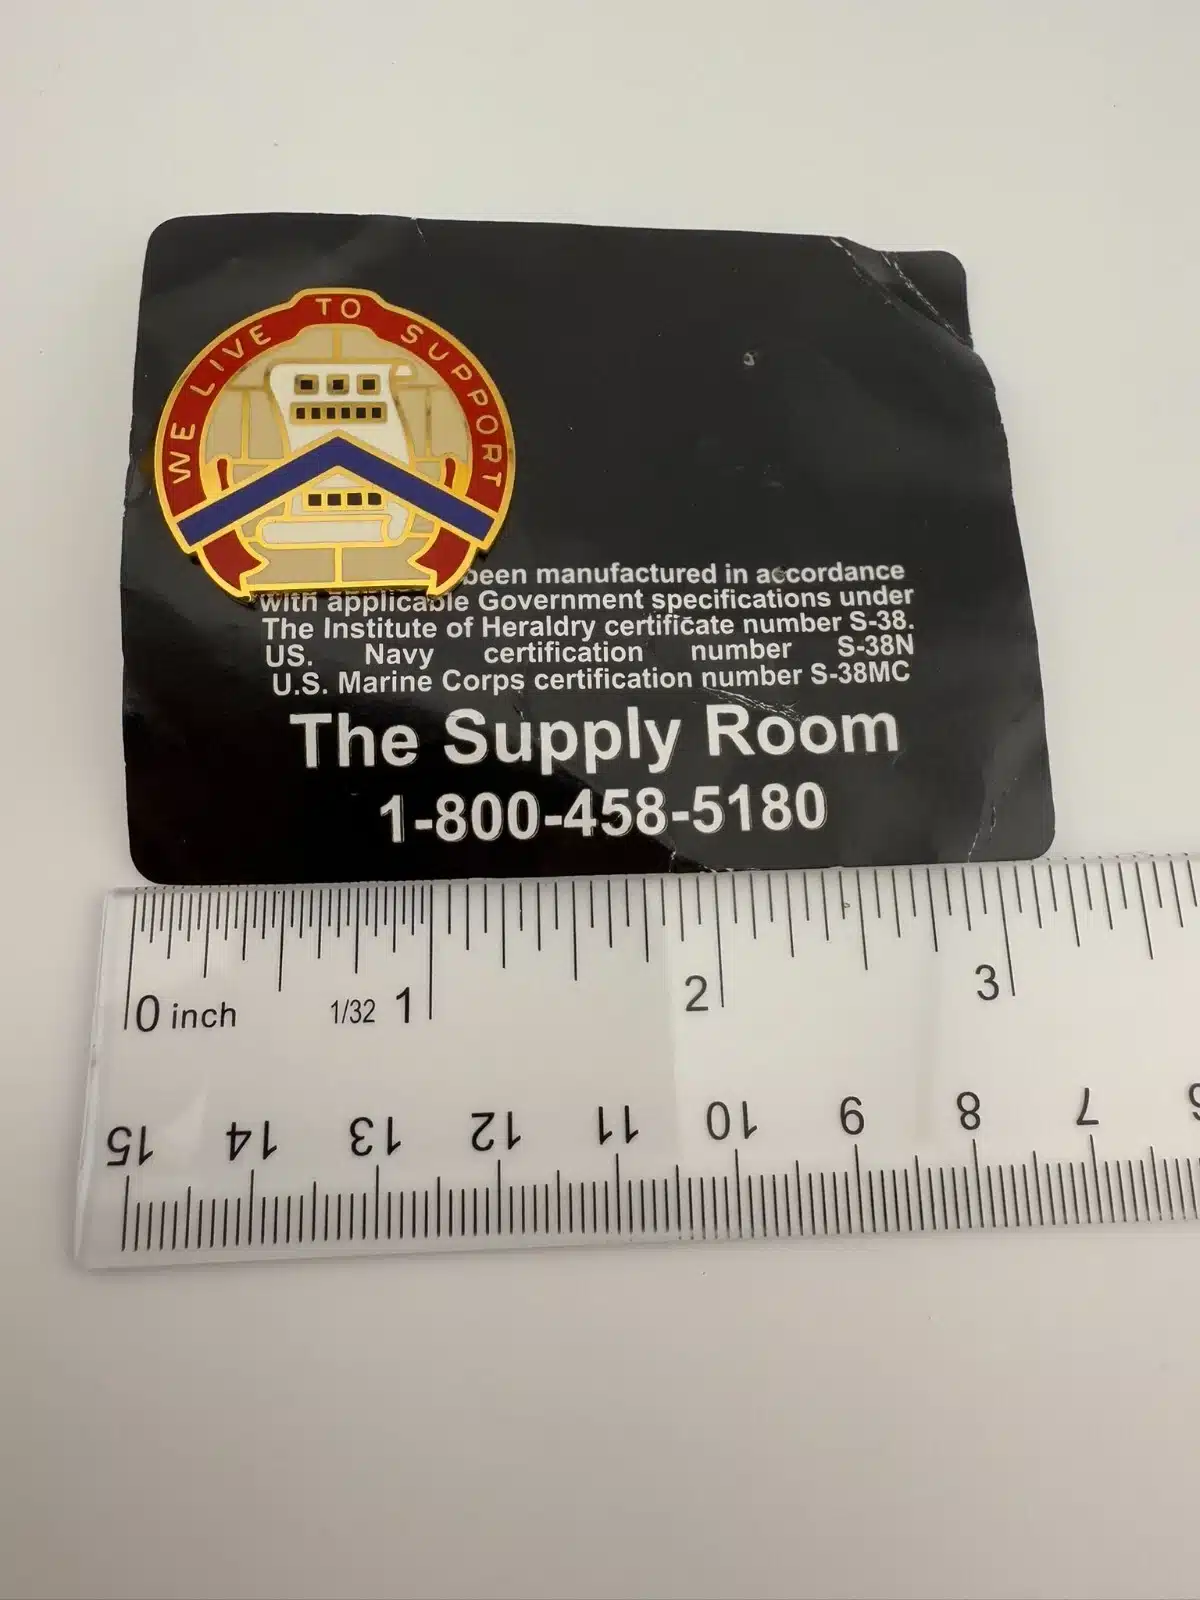 WE LIVE TO SUPPORT
been manufactured in accordance
with applicable Government specifications under
The Institute of Heraldry certificate number S-38.
US. Navy certification number S-38N
U.S. Marine Corps certification number S-38MC
The Supply Room
1-800-458-5180
0 inch 1/32 1 2 3
15 14 13 12 11 10 9 8 7